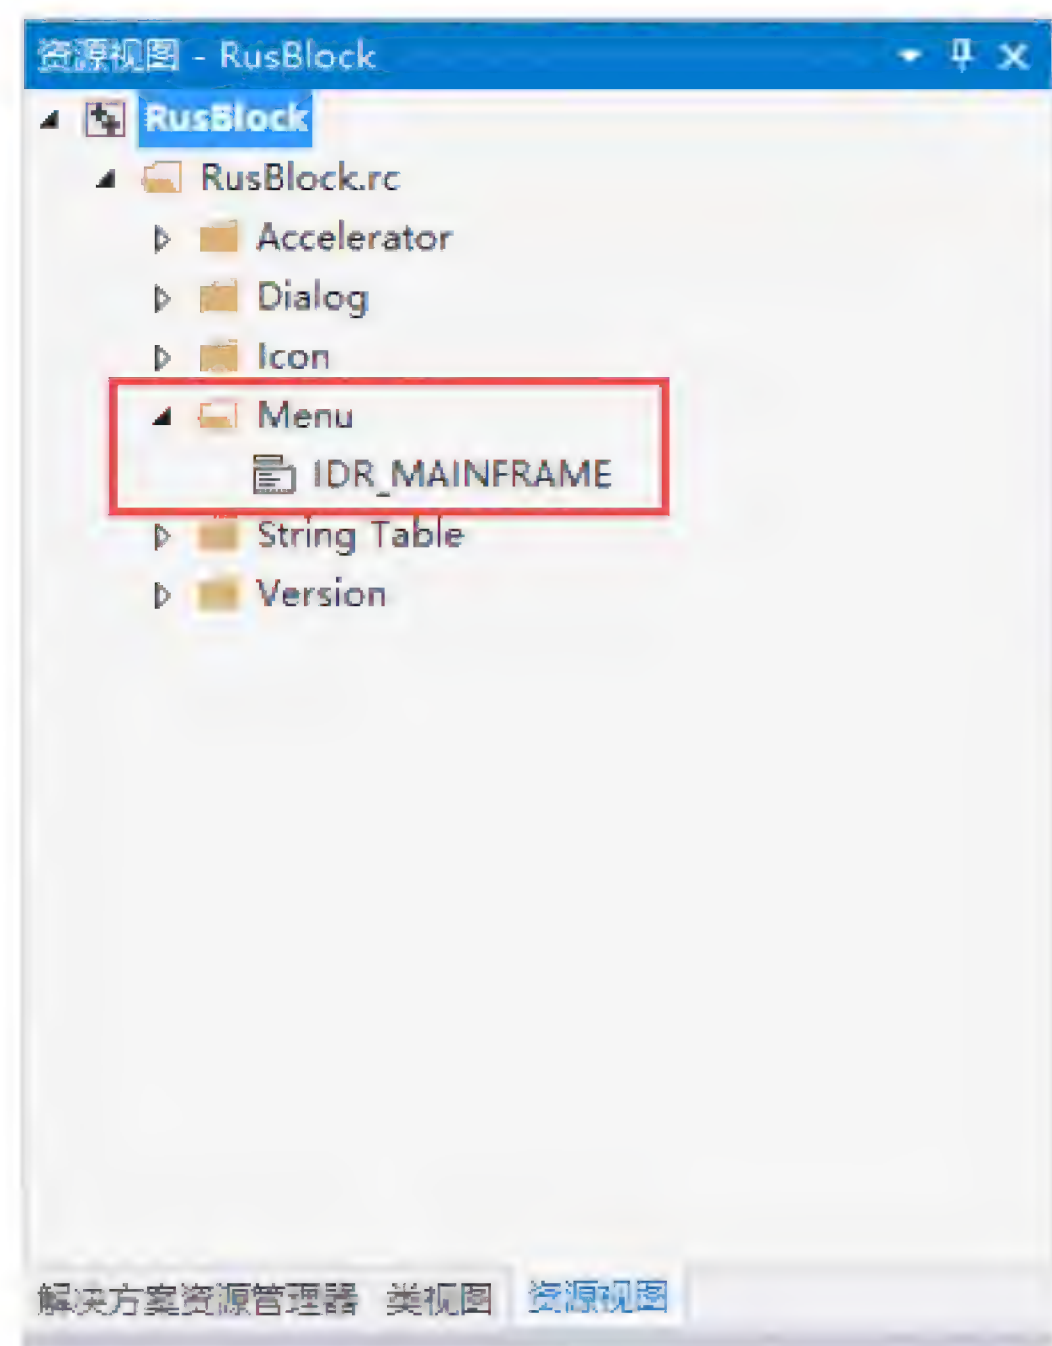 资源视图 - RusBlock
RusBlock
RusBlock.rc
Accelerator
Dialog
Icon
Menu
IDR_MAINFRAME
String Table
Version
解决方案资源管理器 类视图 资源视图